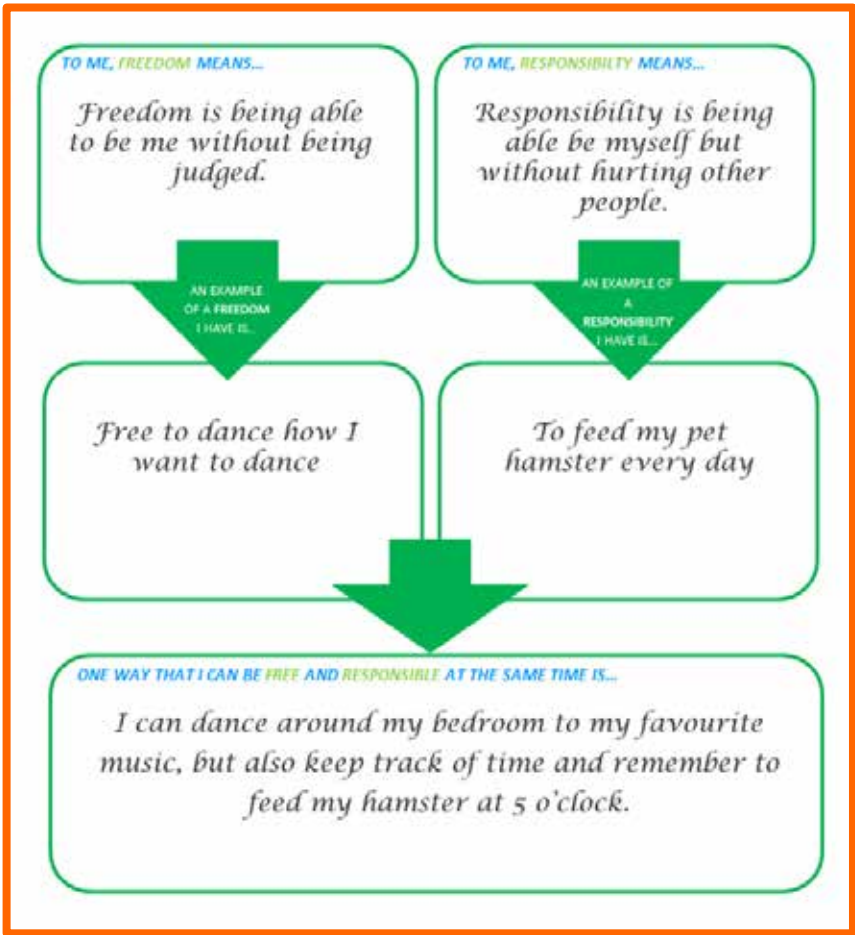 TO ME, FREEDOM MEANS...
Freedom is being able
to be me without being
judged.
AN EXAMPLE
OF A FREEDOM
I HAVE IS...
Free to dance how I
want to dance
TO ME, RESPONSIBILTY MEANS...
Responsibility is being
able be myself but
without hurting other
people.
AN EXAMPLE OF
A
RESPONSIBILITY
I HAVE IS...
To feed my pet
hamster every day
ONE WAY THAT I CAN BE FREE AND RESPONSIBLE AT THE SAME TIME IS...
I can dance around my bedroom to my favourite
music, but also keep track of time and remember to
feed my hamster at 5 o'clock.